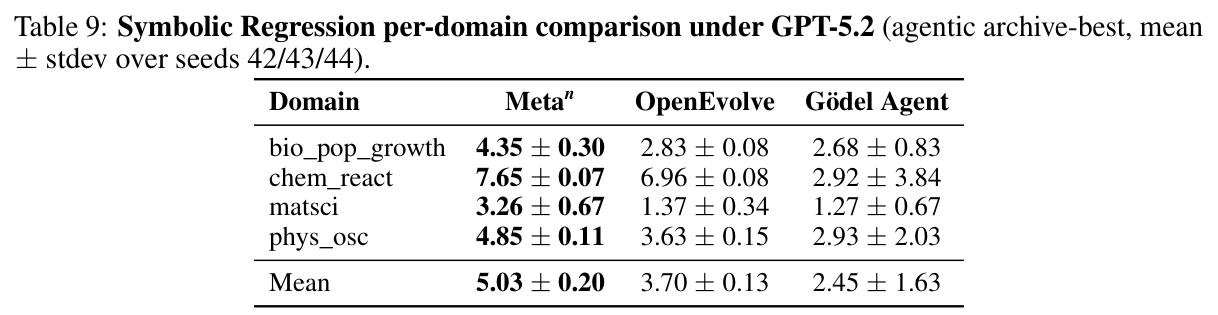 Table 9: Symbolic Regression per-domain comparison under GPT-5.2 (agentic archive-best, mean
± stdev over seeds 42/43/44).
Domain Metaⁿ OpenEvolve Gödel Agent
bio_pop_growth 4.35 ± 0.30 2.83 ± 0.08 2.68 ± 0.83
chem_react 7.65 ± 0.07 6.96 ± 0.08 2.92 ± 3.84
matsci 3.26 ± 0.67 1.37 ± 0.34 1.27 ± 0.67
phys_osc 4.85 ± 0.11 3.63 ± 0.15 2.93 ± 2.03
Mean 5.03 ± 0.20 3.70 ± 0.13 2.45 ± 1.63